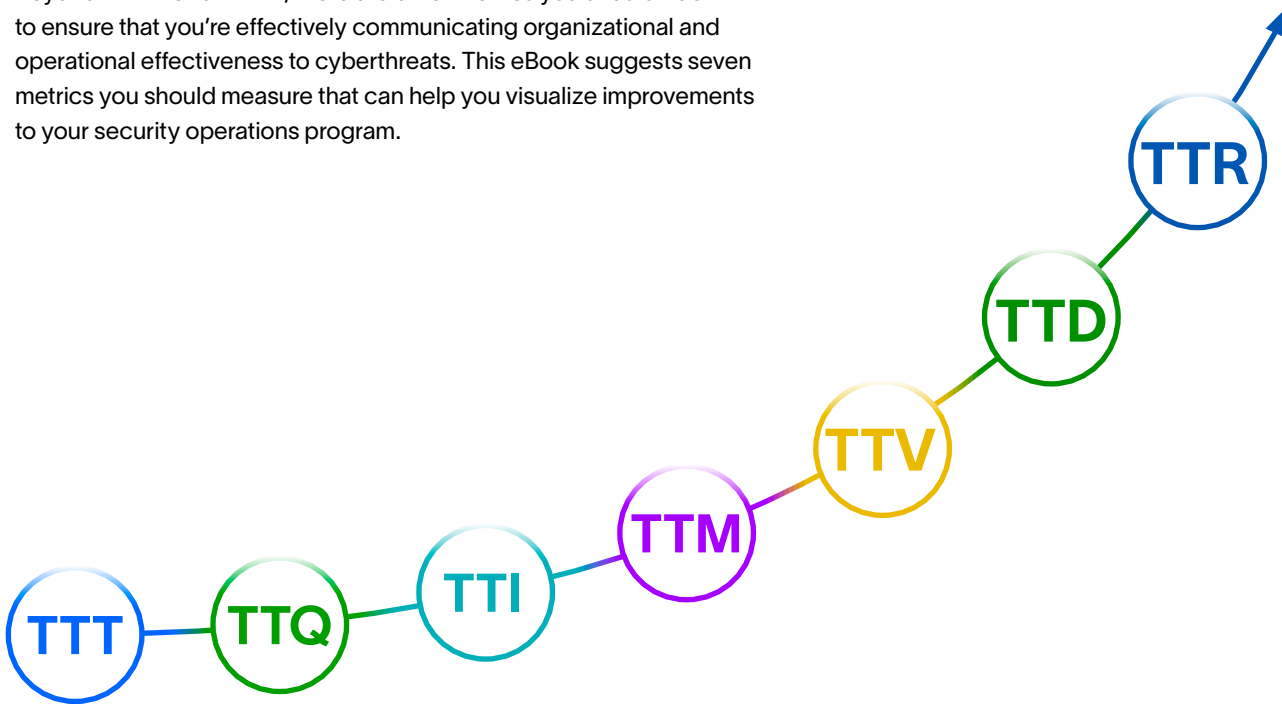 to ensure that you’re effectively communicating organizational and
operational effectiveness to cyberthreats. This eBook suggests seven
metrics you should measure that can help you visualize improvements
to your security operations program.
TTR
TTD
TTV
TTM
TTI
TTQ
TTT